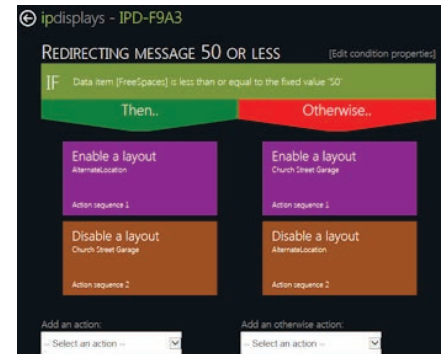 ipdisplays - IPD-F9A3
REDIRECTING MESSAGE 50 OR LESS
[Edit condition properties]
IF Data item [FreeSpaces] is less than or equal to the fixed value '50'
Then..
Otherwise..
Enable a layout
AlternateLocation
Action sequence 1
Enable a layout
Church Street Garage
Action sequence 1
Disable a layout
Church Street Garage
Action sequence 2
Disable a layout
AlternateLocation
Action sequence 2
Add an action:
-- Select an action --
Add an otherwise action:
-- Select an action --